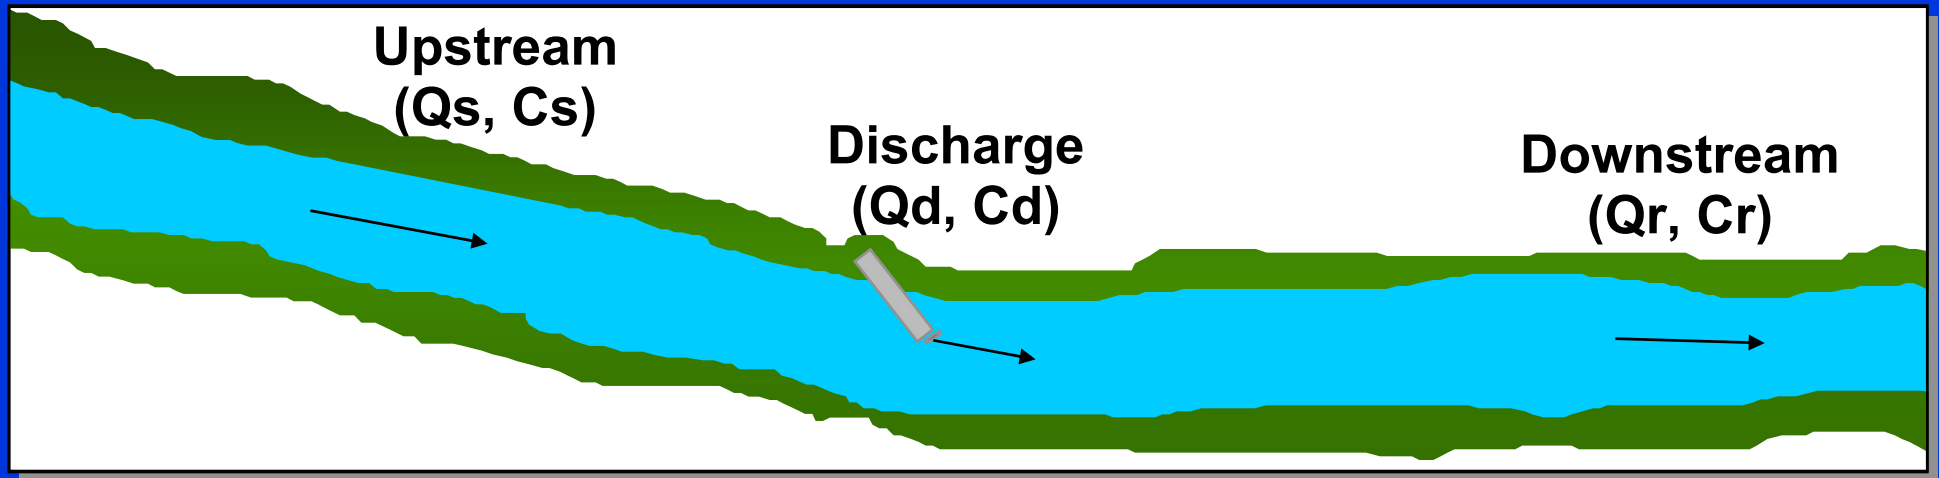 Upstream
(Qs, Cs)
Discharge
(Qd, Cd)
Downstream
(Qr, Cr)